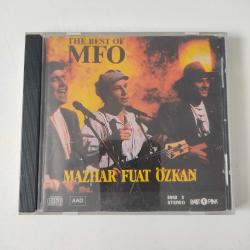 THE BEST OF
MFO
MAZHAR FUAT ÖZKAN
AAD
STEREO